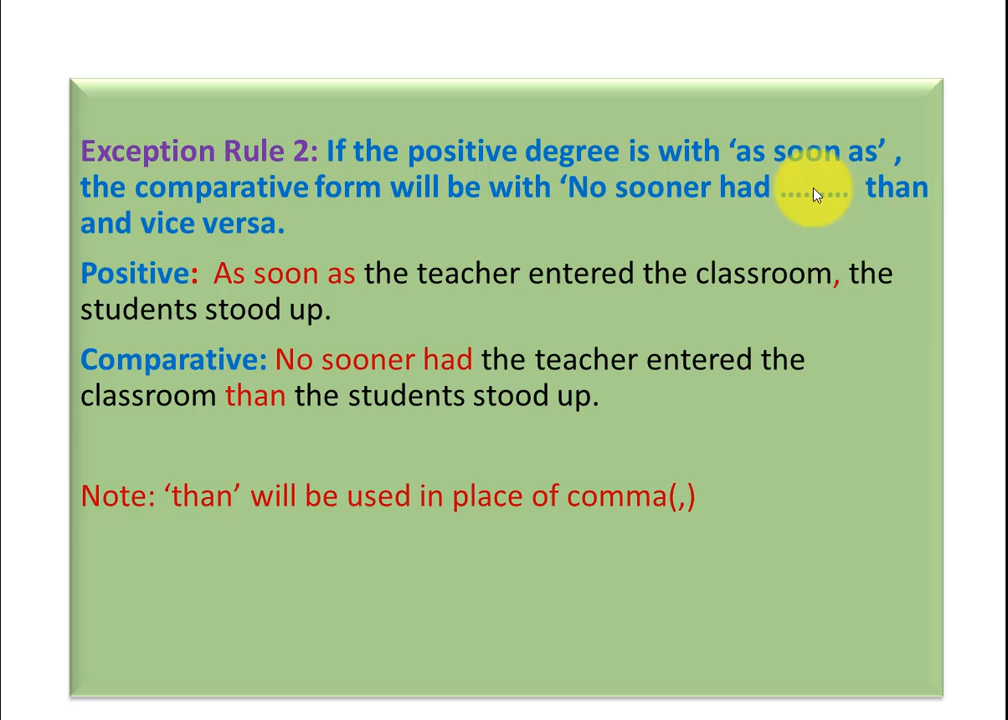 Exception Rule 2: If the positive degree is with ‘as soon as’ ,
the comparative form will be with ‘No sooner had ......... than
and vice versa.
Positive: As soon as the teacher entered the classroom, the
students stood up.
Comparative: No sooner had the teacher entered the
classroom than the students stood up.
Note: ‘than’ will be used in place of comma(,)